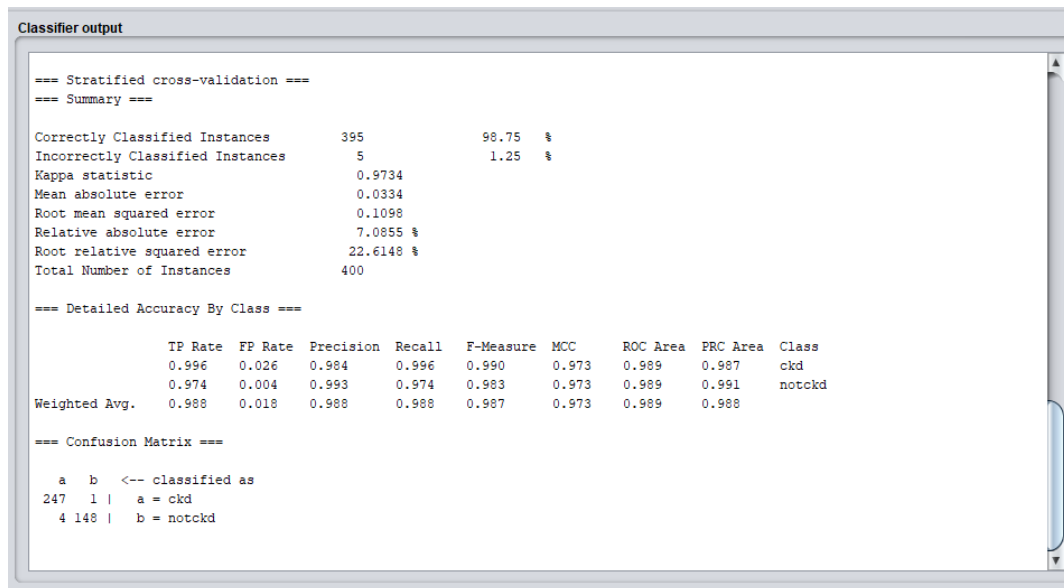 Classifier output
=== Stratified cross-validation ===
=== Summary ===
Correctly Classified Instances 395 98.75 %
Incorrectly Classified Instances 5 1.25 %
Kappa statistic 0.9734
Mean absolute error 0.0334
Root mean squared error 0.1098
Relative absolute error 7.0855 %
Root relative squared error 22.6148 %
Total Number of Instances 400
=== Detailed Accuracy By Class ===
TP Rate FP Rate Precision Recall F-Measure MCC ROC Area PRC Area Class
0.996 0.026 0.984 0.996 0.990 0.973 0.989 0.987 ckd
0.974 0.004 0.993 0.974 0.983 0.973 0.989 0.991 notckd
Weighted Avg. 0.988 0.018 0.988 0.988 0.987 0.973 0.989 0.988
=== Confusion Matrix ===
a b <-- classified as
247 1 | a = ckd
4 148 | b = notckd